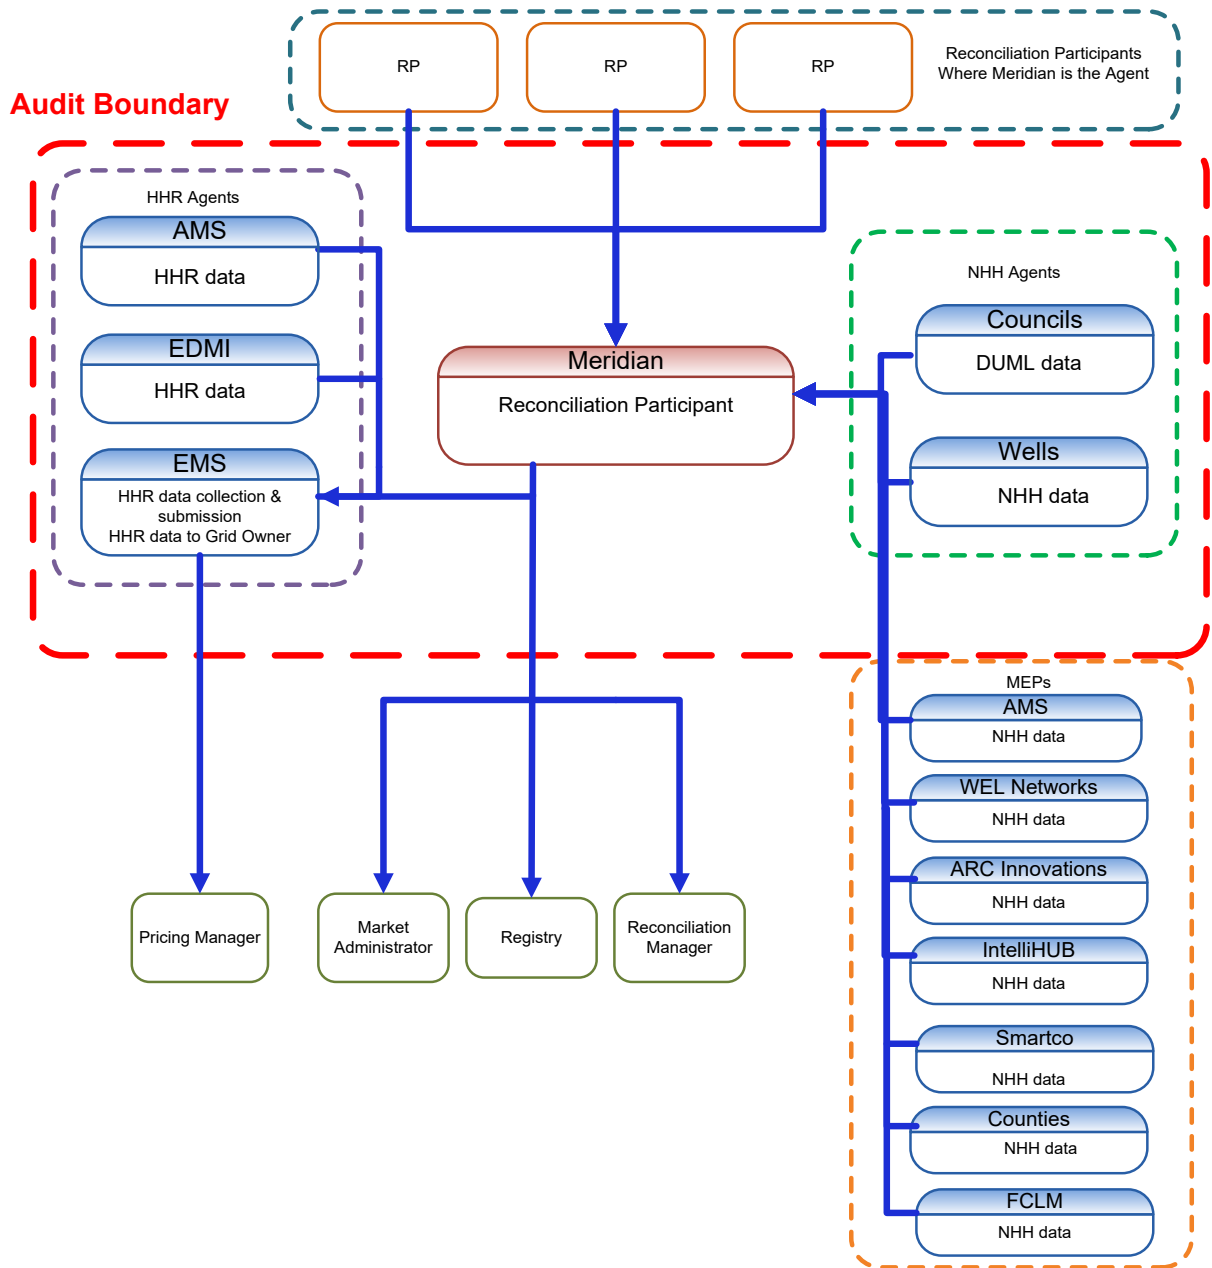 RP
RP
RP
Reconciliation Participants
Where Meridian is the Agent
Audit Boundary
HHR Agents
AMS
HHR data
EDMI
HHR data
EMS
HHR data collection &
submission
HHR data to Grid Owner
Meridian
Reconciliation Participant
NHH Agents
Councils
DUML data
Wells
NHH data
MEPs
AMS
NHH data
WEL Networks
NHH data
ARC Innovations
NHH data
IntelliHUB
NHH data
Smartco
NHH data
Counties
NHH data
FCLM
NHH data
Pricing Manager
Market
Administrator
Registry
Reconciliation
Manager